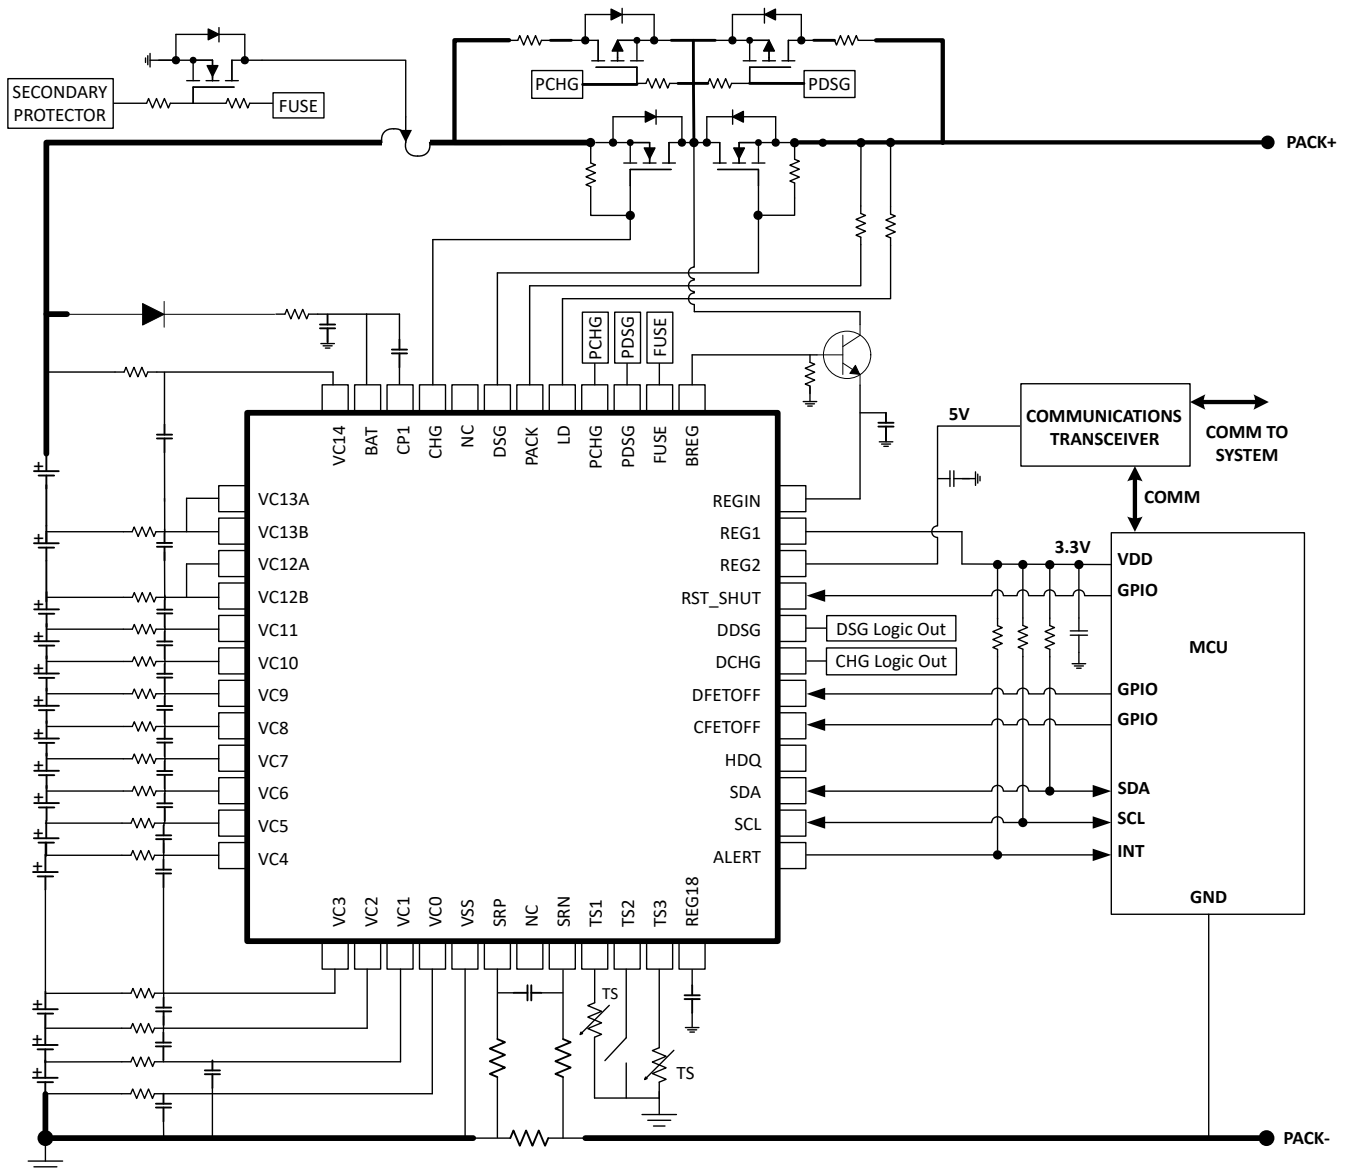 SECONDARY
PROTECTOR
FUSE
PCHG
PDSG
PACK+
PCHG
PDSG
FUSE
VC14
BAT
CP1
CHG
NC
DSG
PACK
LD
PCHG
PDSG
FUSE
BREG
5V
COMMUNICATIONS
TRANSCEIVER
COMM TO
SYSTEM
COMM
VC13A
VC13B
VC12A
VC12B
VC11
VC10
VC9
VC8
VC7
VC6
VC5
VC4
REGIN
REG1
REG2
RST_SHUT
DDSG
DCHG
DFETOFF
CFETOFF
HDQ
SDA
SCL
ALERT
DSG Logic Out
CHG Logic Out
3.3V
VDD
GPIO
MCU
GPIO
GPIO
SDA
SCL
INT
GND
VC3
VC2
VC1
VC0
VSS
SRP
NC
SRN
TS1
TS2
TS3
REG18
TS
TS
+
+
+
+
+
+
+
+
+
+
+
+
+
+
PACK-